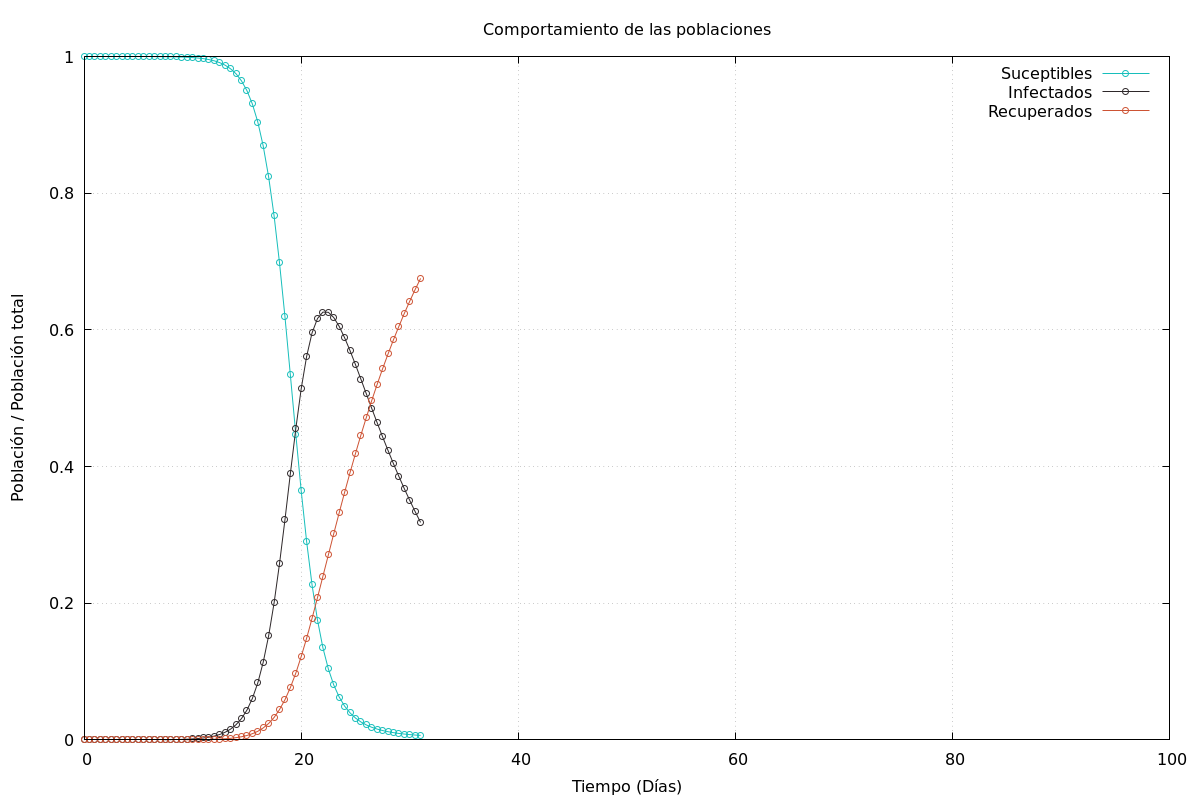 Comportamiento de las poblaciones
Suceptibles
Infectados
Recuperados
Población / Población total
1
0.8
0.6
0.4
0.2
0
0 20 40 60 80 100
Tiempo (Días)